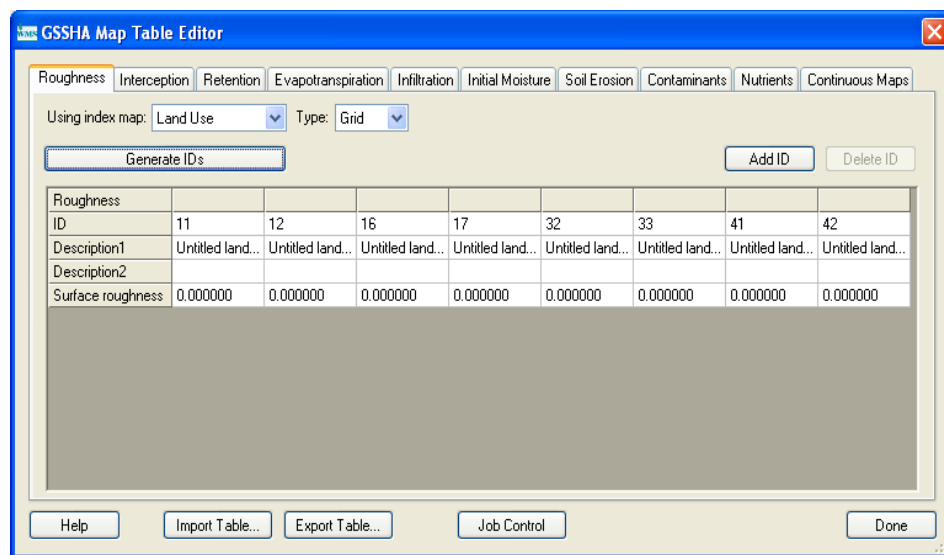 WMS GSSHA Map Table Editor
Roughness Interception Retention Evapotranspiration Infiltration Initial Moisture Soil Erosion Contaminants Nutrients Continuous Maps
Using index map: Land Use Type: Grid
Generate IDs Add ID Delete ID
Roughness
ID 11 12 16 17 32 33 41 42
Description1 Untitled land... Untitled land... Untitled land... Untitled land... Untitled land... Untitled land... Untitled land... Untitled land...
Description2
Surface roughness 0.000000 0.000000 0.000000 0.000000 0.000000 0.000000 0.000000 0.000000
Help Import Table... Export Table... Job Control Done